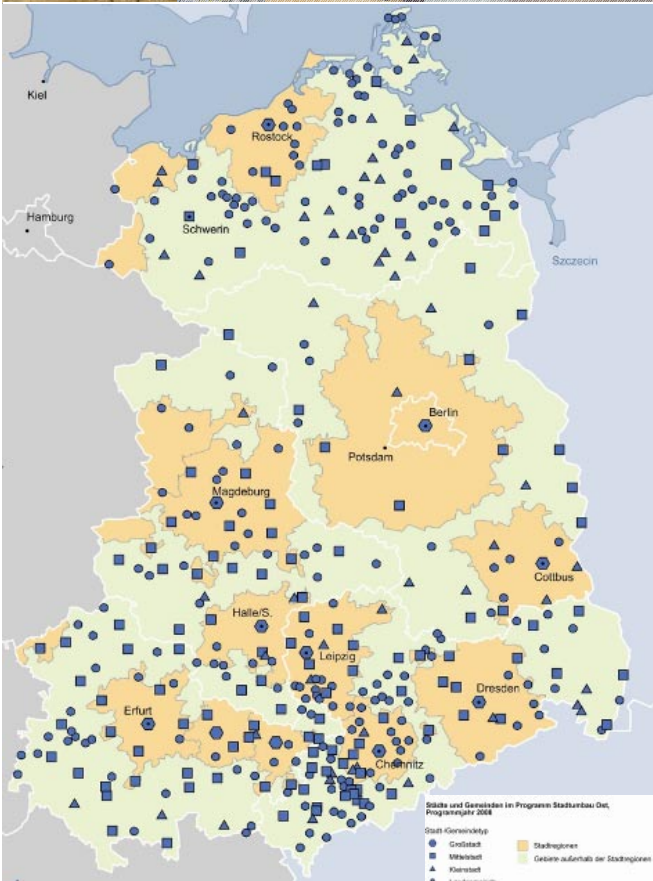 Kiel
Rostock
Hamburg
Schwerin
Szczecin
Berlin
Potsdam
Magdeburg
Cottbus
Halle/S.
Leipzig
Dresden
Erfurt
Chemnitz
Städte und Gemeinden im Programm Stadtumbau Ost,
Programmjahr 2008
Stadt-/Gemeindetyp
Großstadt
Stadtregionen
Mittelstadt
Gebiete außerhalb der Stadtregionen
Kleinstadt